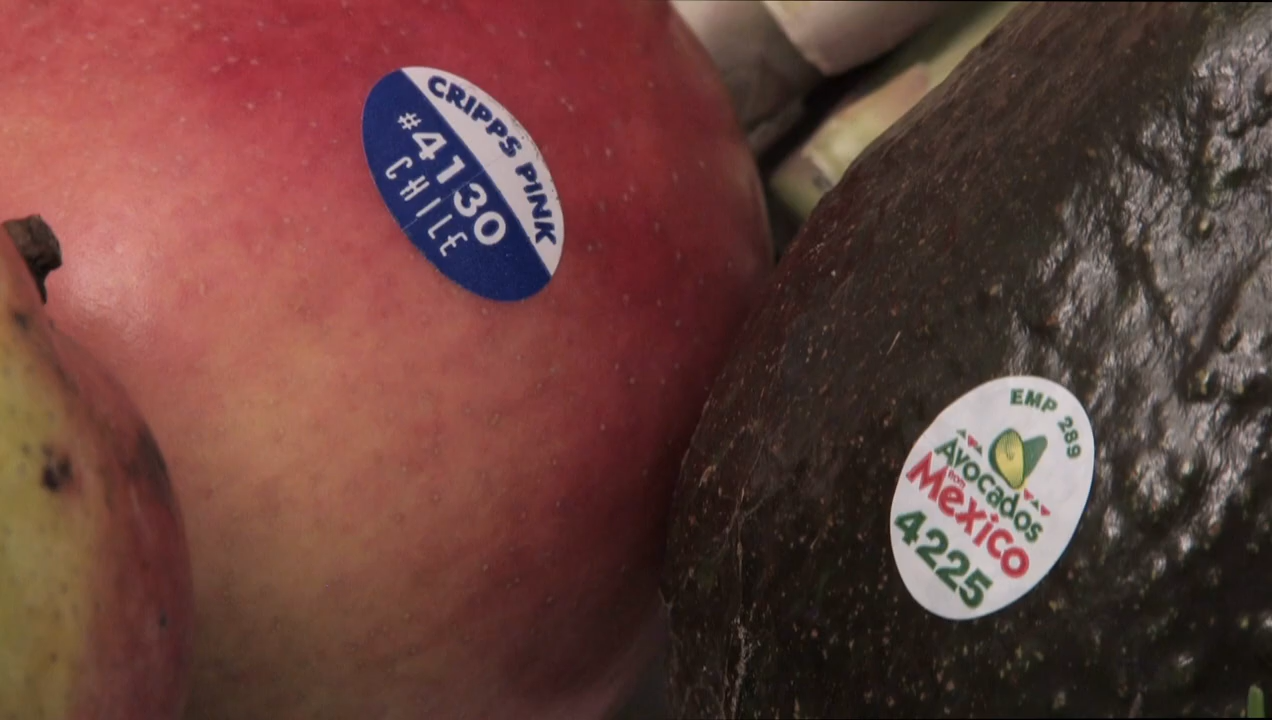 CRIPPS PINK
#4130
CHILE
EMP 289
Avocados
FROM
Mexico
4225